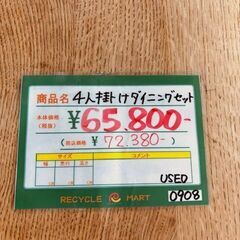 商品名 4人掛けダイニングセット
本体価格
(税抜)
¥65,800-
(税込価格) ¥72,380-)
サイズ コメント
幅 奥行 高さ
USED
RECYCLE MART 0908